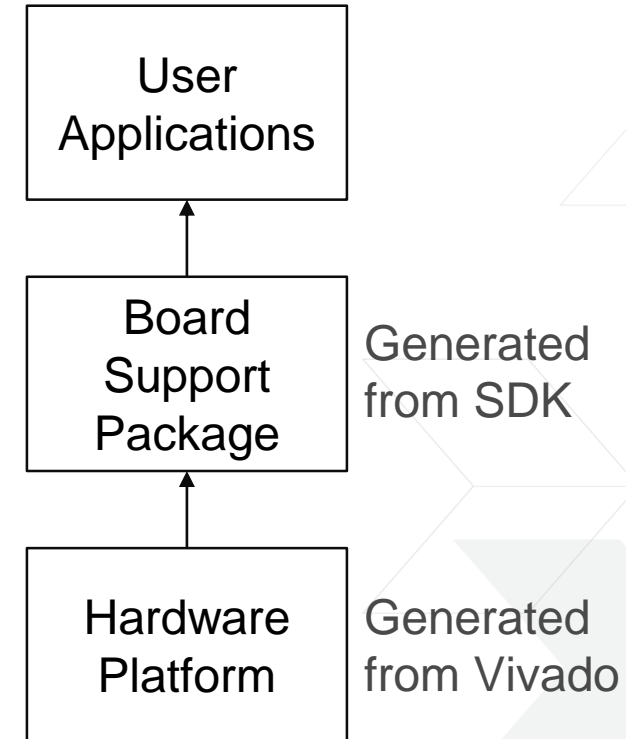 User
Applications
Board
Support
Package
Generated
from SDK
Hardware
Platform
Generated
from Vivado